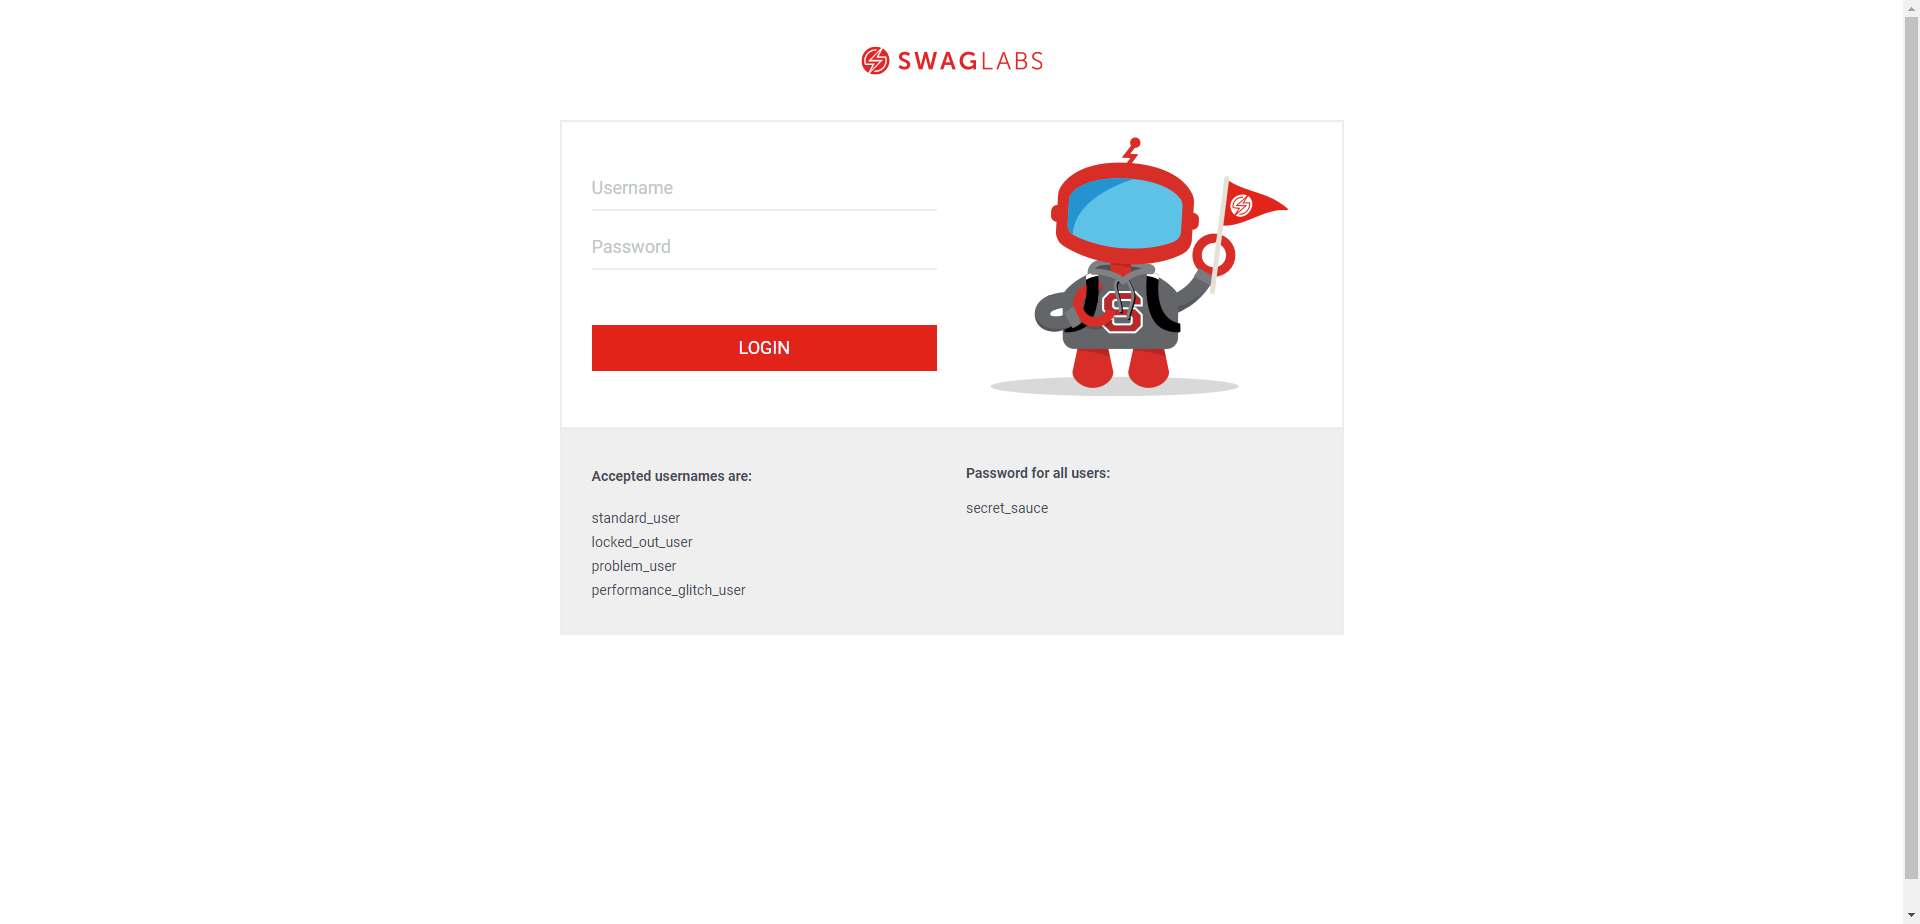 SWAGLABS
Username
Password
LOGIN
Accepted usernames are:
standard_user
locked_out_user
problem_user
performance_glitch_user
Password for all users:
secret_sauce
S